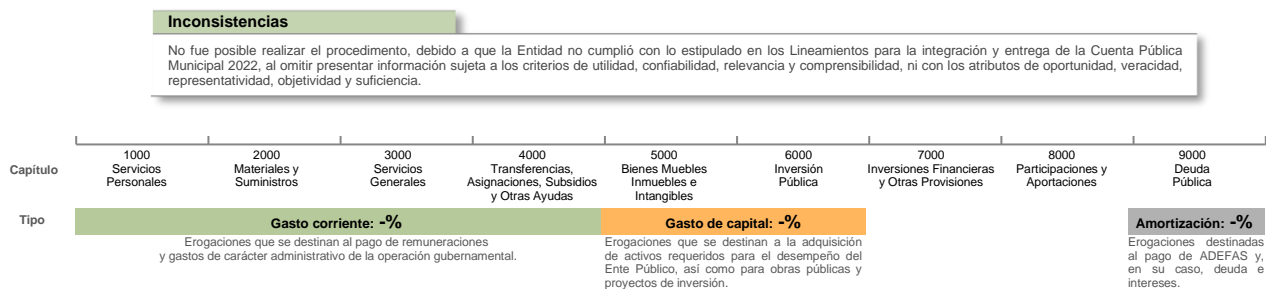 Inconsistencias
No fue posible realizar el procedimento, debido a que la Entidad no cumplió con lo estipulado en los Lineamientos para la integración y entrega de la Cuenta Pública
Municipal 2022, al omitir presentar información sujeta a los criterios de utilidad, confiabilidad, relevancia y comprensibilidad, ni con los atributos de oportunidad, veracidad,
representatividad, objetividad y suficiencia.
Capítulo
1000
Servicios
Personales
2000
Materiales y
Suministros
3000
Servicios
Generales
4000
Transferencias,
Asignaciones, Subsidios
y Otras Ayudas
5000
Bienes Muebles
Inmuebles e
Intangibles
6000
Inversión
Pública
7000
Inversiones Financieras
y Otras Provisiones
8000
Participaciones y
Aportaciones
9000
Deuda
Pública
Tipo
Gasto corriente: -%
Erogaciones que se destinan al pago de remuneraciones
y gastos de carácter administrativo de la operación gubernamental.
Gasto de capital: -%
Erogaciones que se destinan a la adquisición
de activos requeridos para el desempeño del
Ente Público, así como para obras públicas y
proyectos de inversión.
Amortización: -%
Erogaciones destinadas
al pago de ADEFAS y,
en su caso, deuda e
intereses.